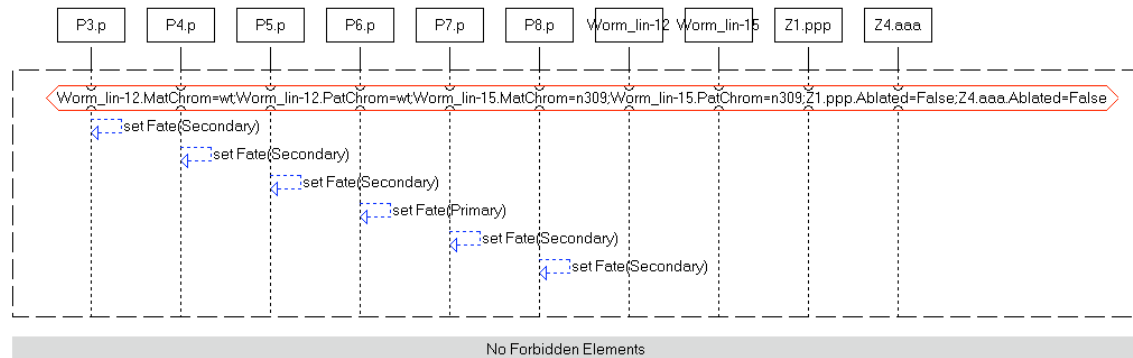 P3.p P4.p P5.p P6.p P7.p P8.p Worm_lin-12 Worm_lin-15 Z1.ppp Z4.aaa
Worm_lin-12.MatChrom=wt;Worm_lin-12.PatChrom=wt;Worm_lin-15.MatChrom=n309;Worm_lin-15.PatChrom=n309;Z1.ppp.Ablated=False;Z4.aaa.Ablated=False
set Fate(Secondary)
set Fate(Secondary)
set Fate(Secondary)
set Fate(Primary)
set Fate(Secondary)
set Fate(Secondary)
No Forbidden Elements